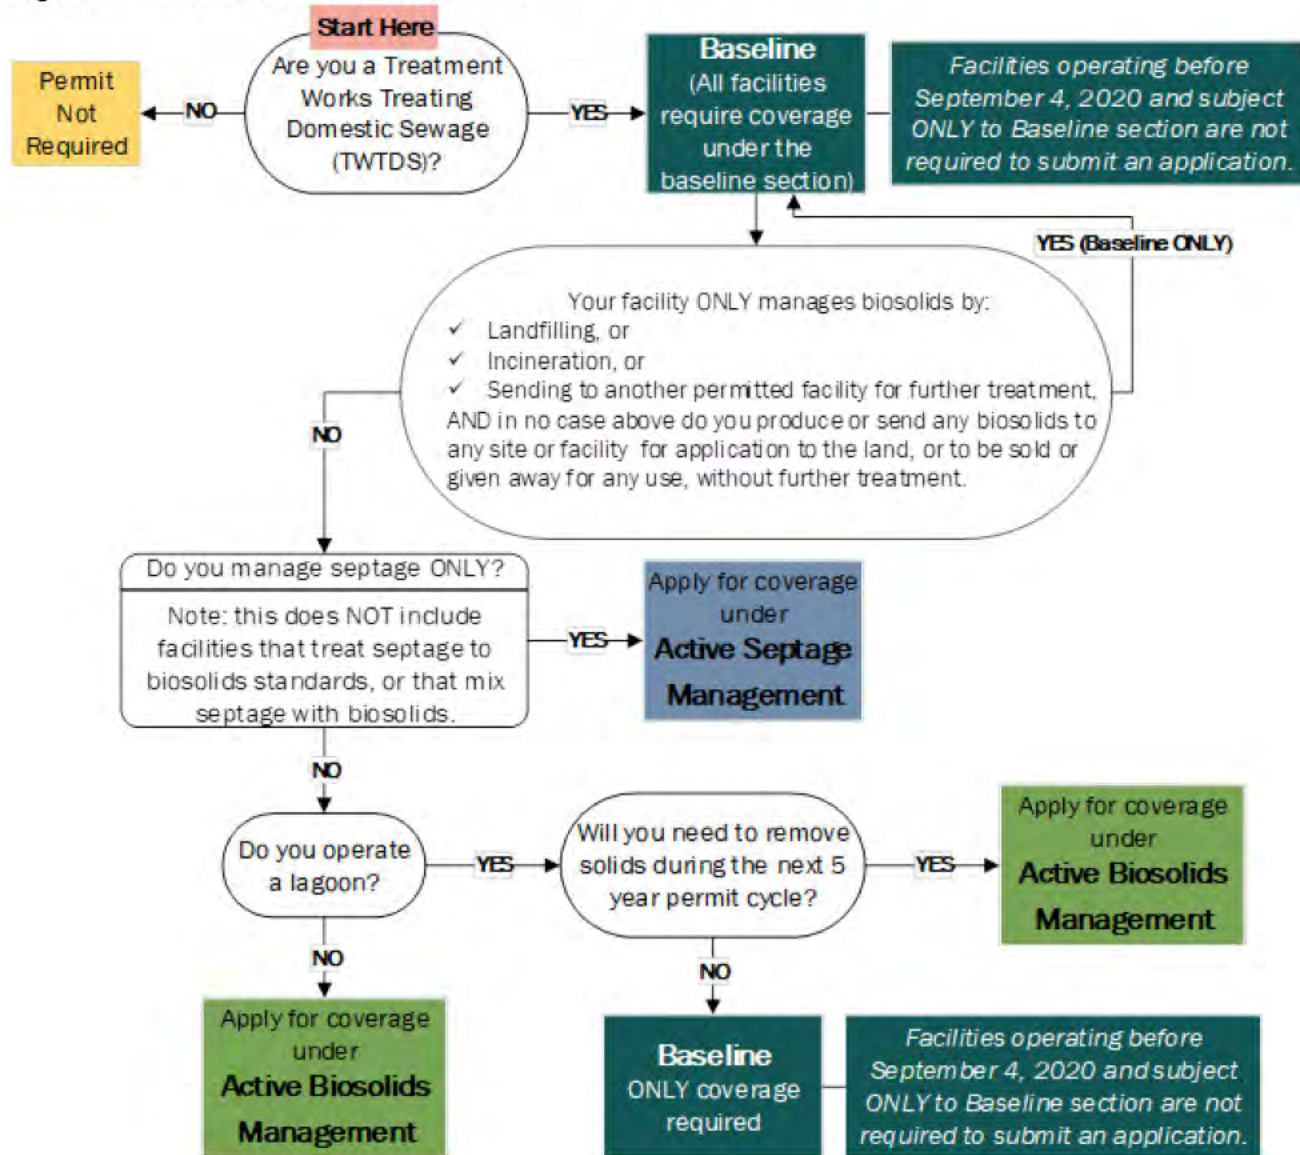 Start Here
Are you a Treatment
Works Treating
Domestic Sewage
(TWTDS)?
NO
Permit
Not
Required
YES
Baseline
(All facilities
require coverage
under the
baseline section)
Facilities operating before
September 4, 2020 and subject
ONLY to Baseline section are not
required to submit an application.
YES (Baseline ONLY)
Your facility ONLY manages biosolids by:
✓ Landfilling, or
✓ Incineration, or
✓ Sending to another permitted facility for further treatment,
AND in no case above do you produce or send any biosolids to
any site or facility for application to the land, or to be sold or
given away for any use, without further treatment.
NO
Do you manage septage ONLY?
Note: this does NOT include
facilities that treat septage to
biosolids standards, or that mix
septage with biosolids.
YES
Apply for coverage
under
Active Septage
Management
NO
Do you operate
a lagoon?
YES
Will you need to remove
solids during the next 5
year permit cycle?
YES
Apply for coverage
under
Active Biosolids
Management
NO
Apply for coverage
under
Active Biosolids
Management
NO
Baseline
ONLY coverage
required
Facilities operating before
September 4, 2020 and subject
ONLY to Baseline section are not
required to submit an application.